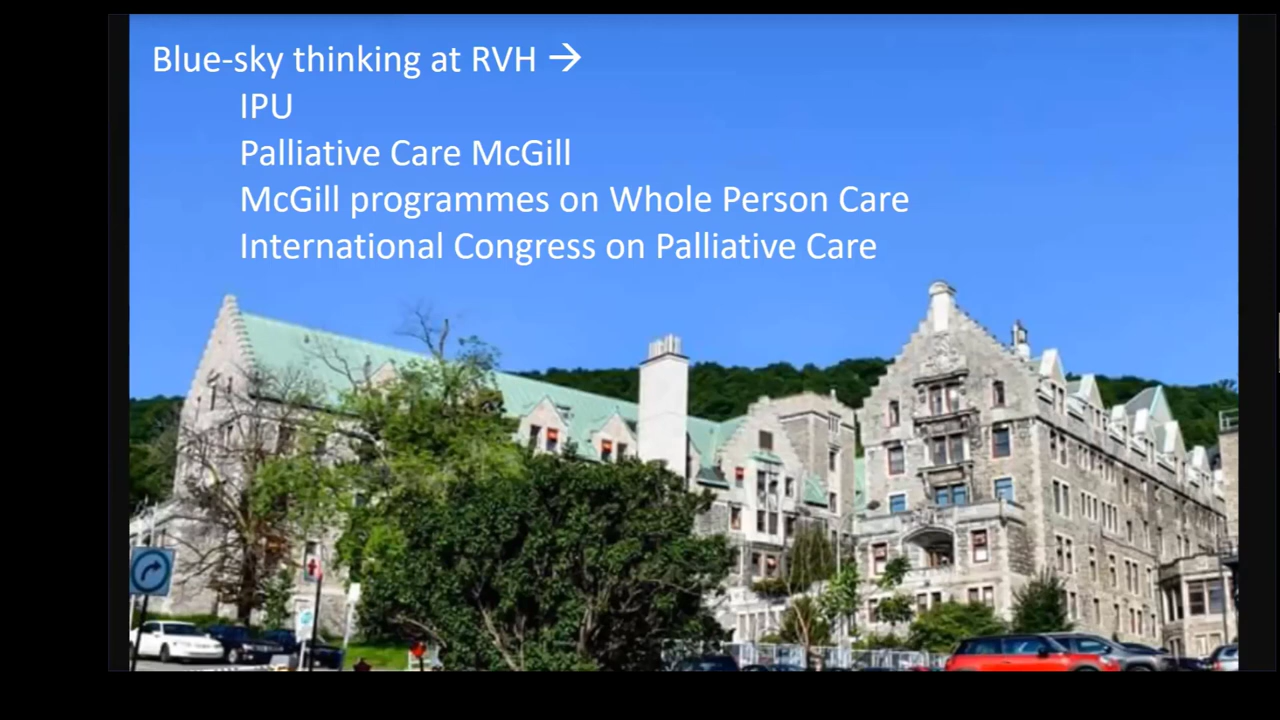 Blue-sky thinking at RVH →
IPU
Palliative Care McGill
McGill programmes on Whole Person Care
International Congress on Palliative Care